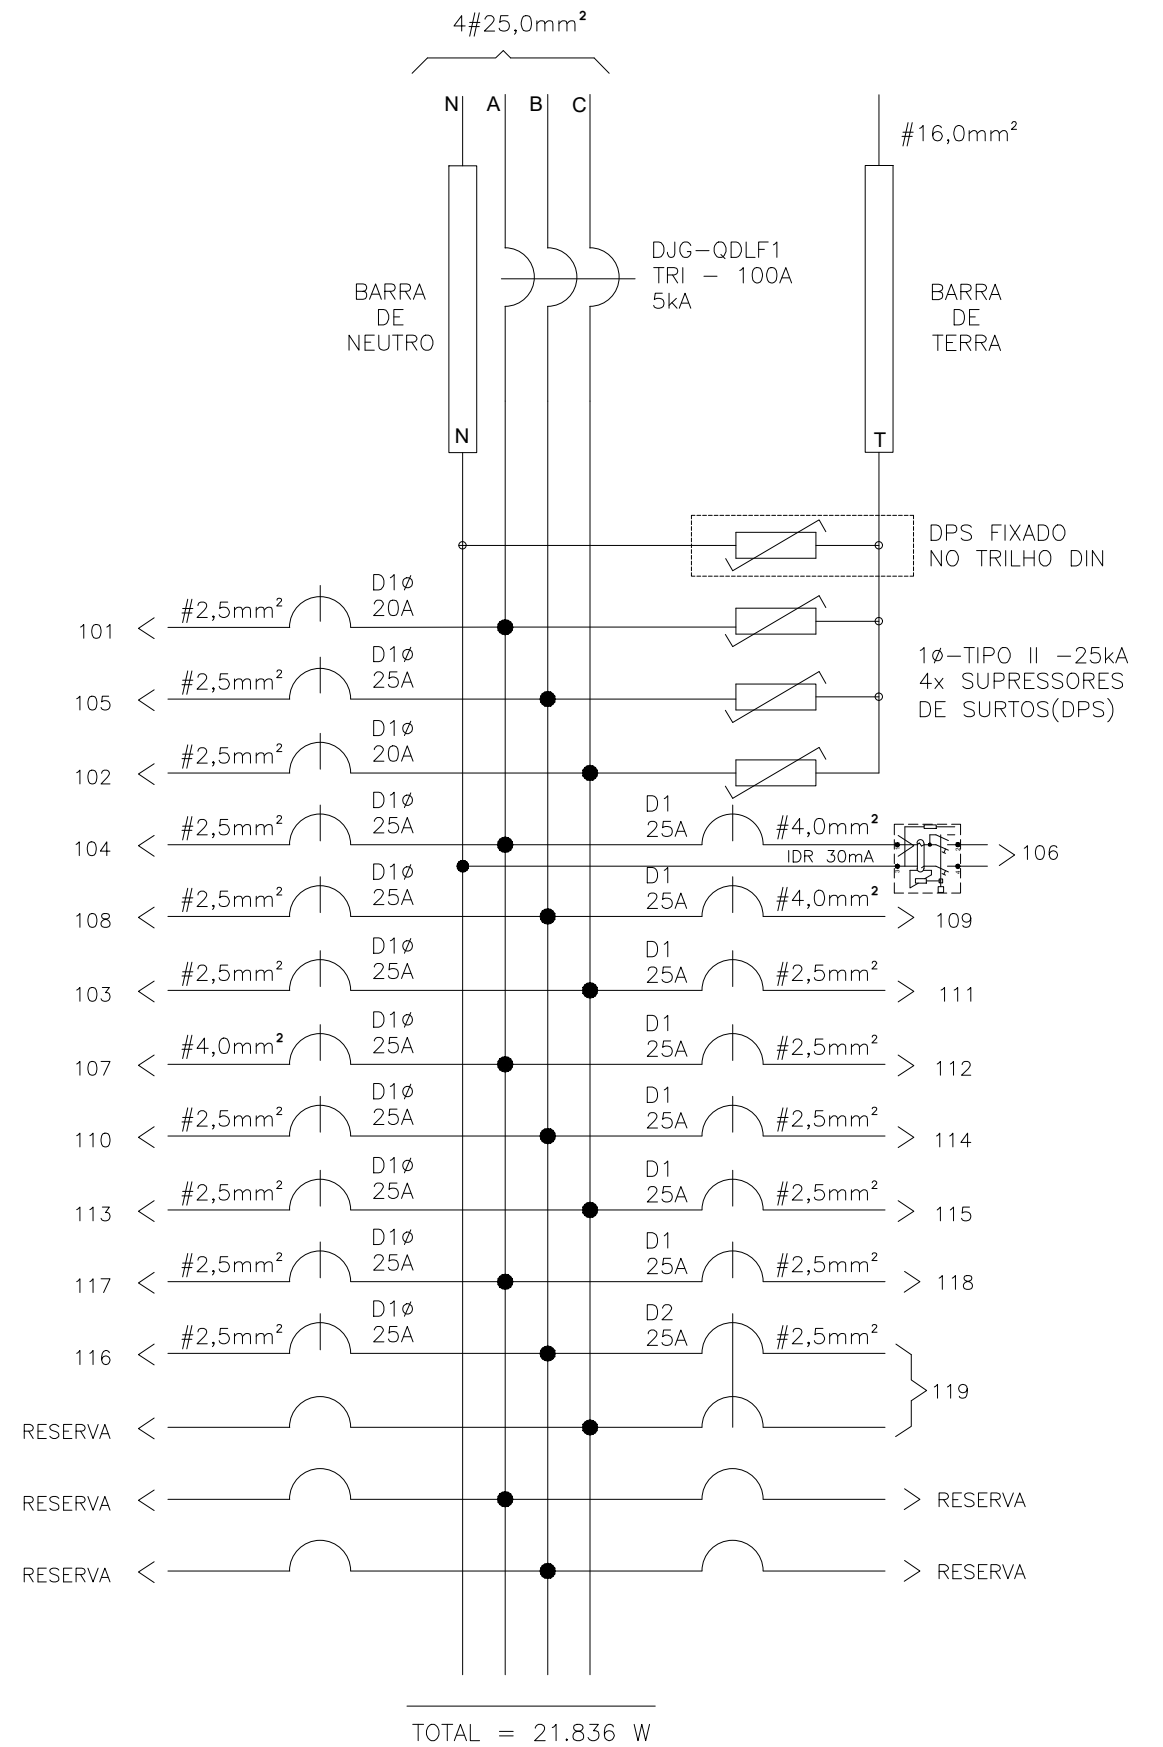 4#25,0mm²
N A B C
#16,0mm²
DJG-QDLF1
TRI - 100A
5kA
BARRA
DE
NEUTRO
BARRA
DE
TERRA
N
T
DPS FIXADO
NO TRILHO DIN
1ø-TIPO II -25kA
4x SUPRESSORES
DE SURTOS(DPS)
101 #2,5mm² D1ø
20A
105 #2,5mm² D1ø
25A
102 #2,5mm² D1ø
20A
104 #2,5mm² D1ø
25A
D1
25A #4,0mm²
IDR 30mA
106
108 #2,5mm² D1ø
25A
D1
25A #4,0mm² 109
103 #2,5mm² D1ø
25A
D1
25A #2,5mm² 111
107 #4,0mm² D1ø
25A
D1
25A #2,5mm² 112
110 #2,5mm² D1ø
25A
D1
25A #2,5mm² 114
113 #2,5mm² D1ø
25A
D1
25A #2,5mm² 115
117 #2,5mm² D1ø
25A
D1
25A #2,5mm² 118
116 #2,5mm² D1ø
25A
D2
25A #2,5mm²
119
RESERVA
RESERVA RESERVA
RESERVA RESERVA
TOTAL = 21.836 W